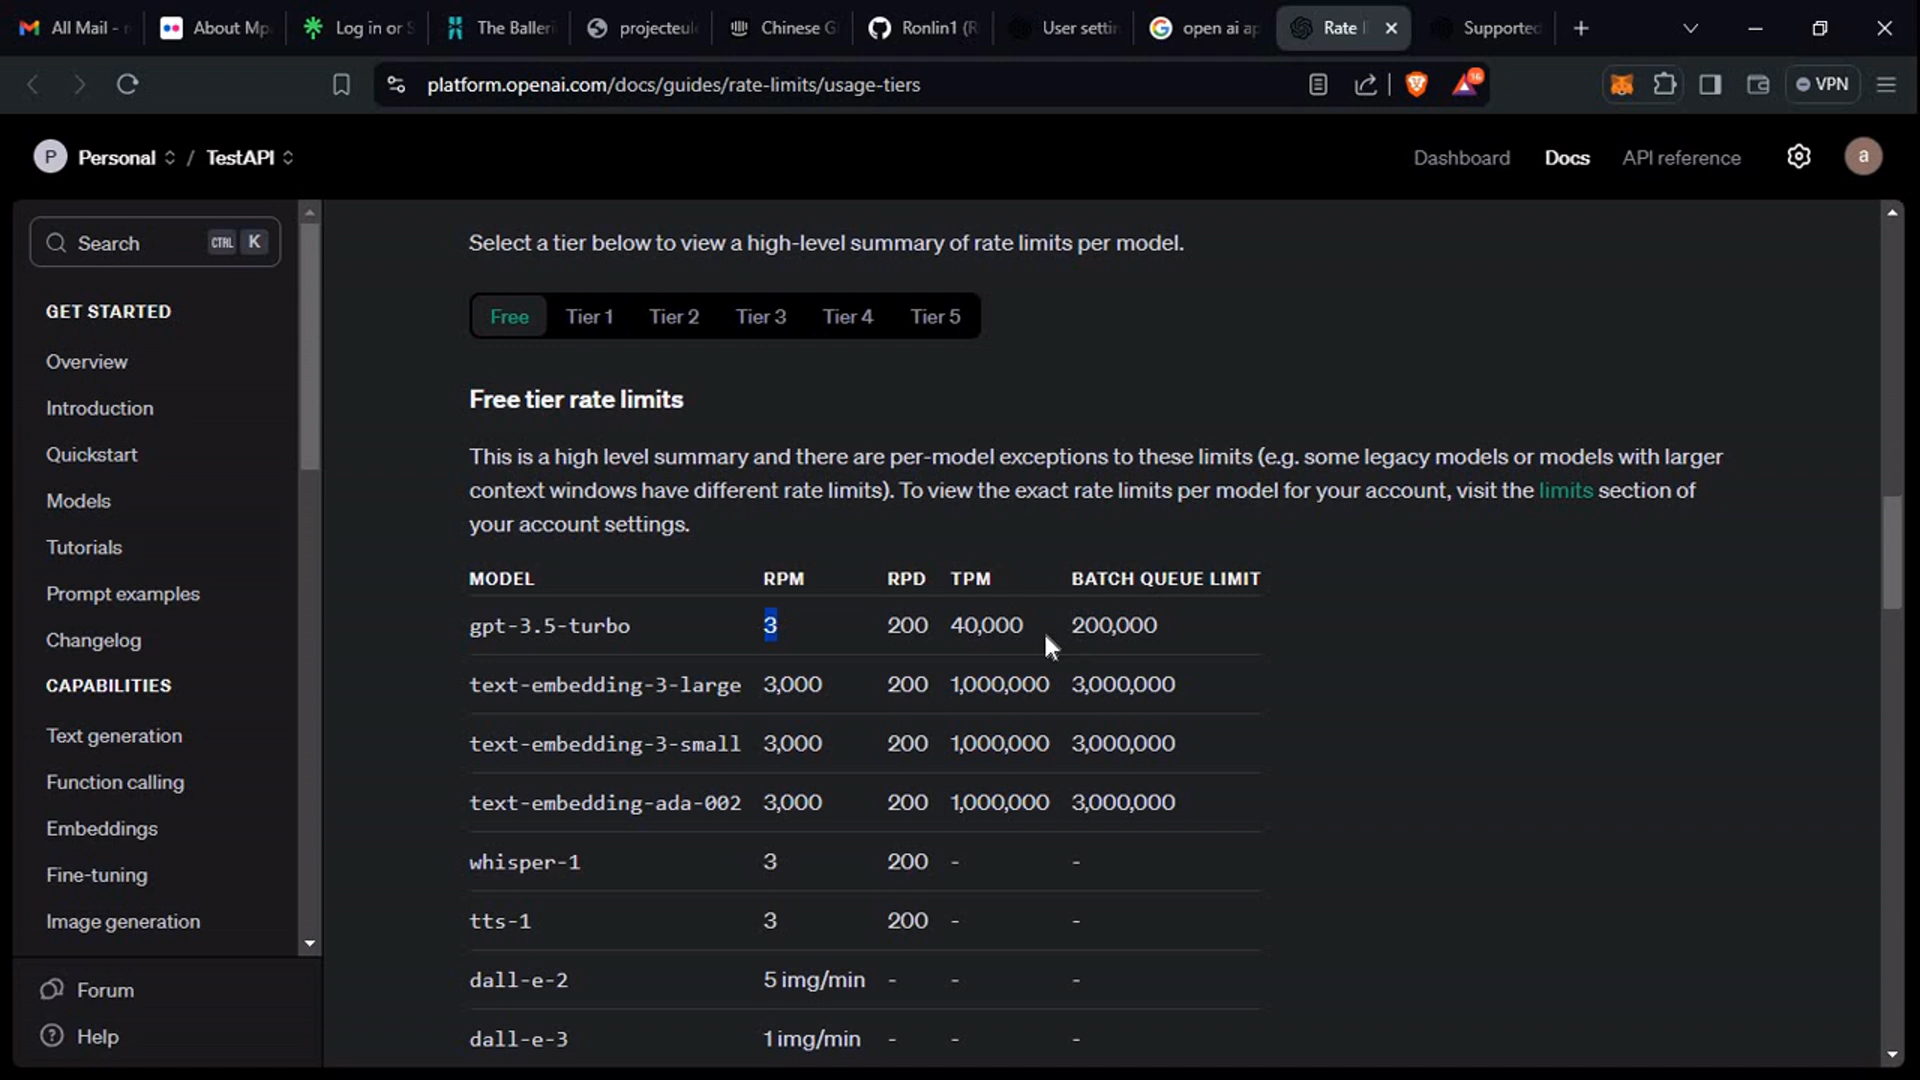 All Mail -
About Mp
Log in or S
The Baller
projecteul
Chinese G
Ronlin1 (R
User settin
open ai ap
Rate l
Supported
platform.openai.com/docs/guides/rate-limits/usage-tiers
16
VPN
P Personal / TestAPI
Dashboard
Docs
API reference
a
Search CTRL K
GET STARTED
Overview
Introduction
Quickstart
Models
Tutorials
Prompt examples
Changelog
CAPABILITIES
Text generation
Function calling
Embeddings
Fine-tuning
Image generation
Forum
Help
Select a tier below to view a high-level summary of rate limits per model.
Free Tier 1 Tier 2 Tier 3 Tier 4 Tier 5
Free tier rate limits
This is a high level summary and there are per-model exceptions to these limits (e.g. some legacy models or models with larger
context windows have different rate limits). To view the exact rate limits per model for your account, visit the limits section of
your account settings.
MODEL RPM RPD TPM BATCH QUEUE LIMIT
gpt-3.5-turbo 3 200 40,000 200,000
text-embedding-3-large 3,000 200 1,000,000 3,000,000
text-embedding-3-small 3,000 200 1,000,000 3,000,000
text-embedding-ada-002 3,000 200 1,000,000 3,000,000
whisper-1 3 200 - -
tts-1 3 200 - -
dall-e-2 5 img/min - - -
dall-e-3 1 img/min - - -